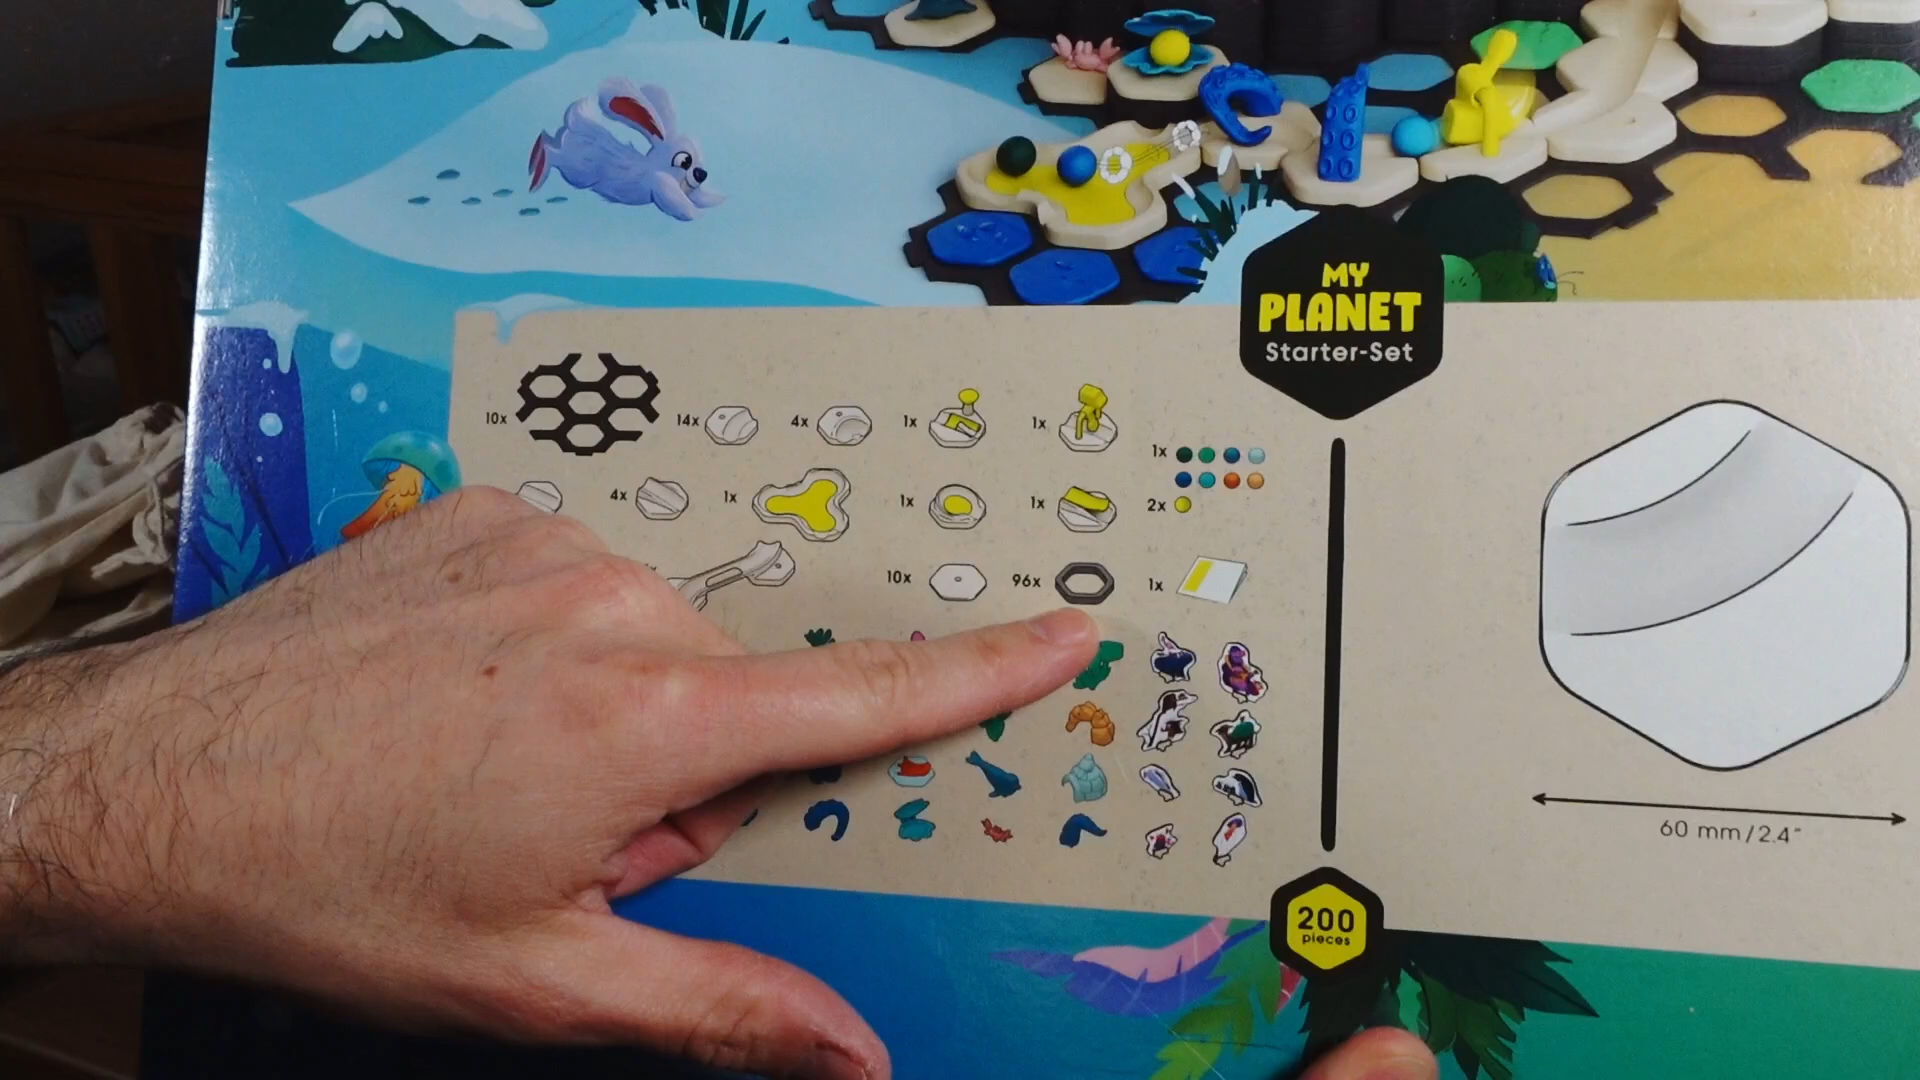 MY
PLANET
Starter-Set
10x
14x
4x
1x
1x
1x
4x
1x
1x
1x
2x
10x
96x
1x
60 mm/2.4"
200
pieces